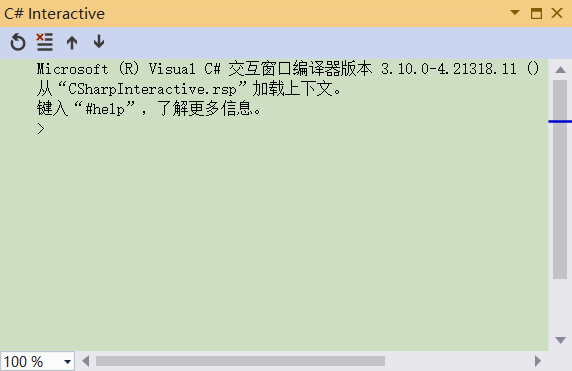 C# Interactive
Microsoft (R) Visual C# 交互窗口编译器版本 3.10.0-4.21318.11 ()
从“CSharpInteractive.rsp”加载上下文。
键入“#help”，了解更多信息。
>
100 %